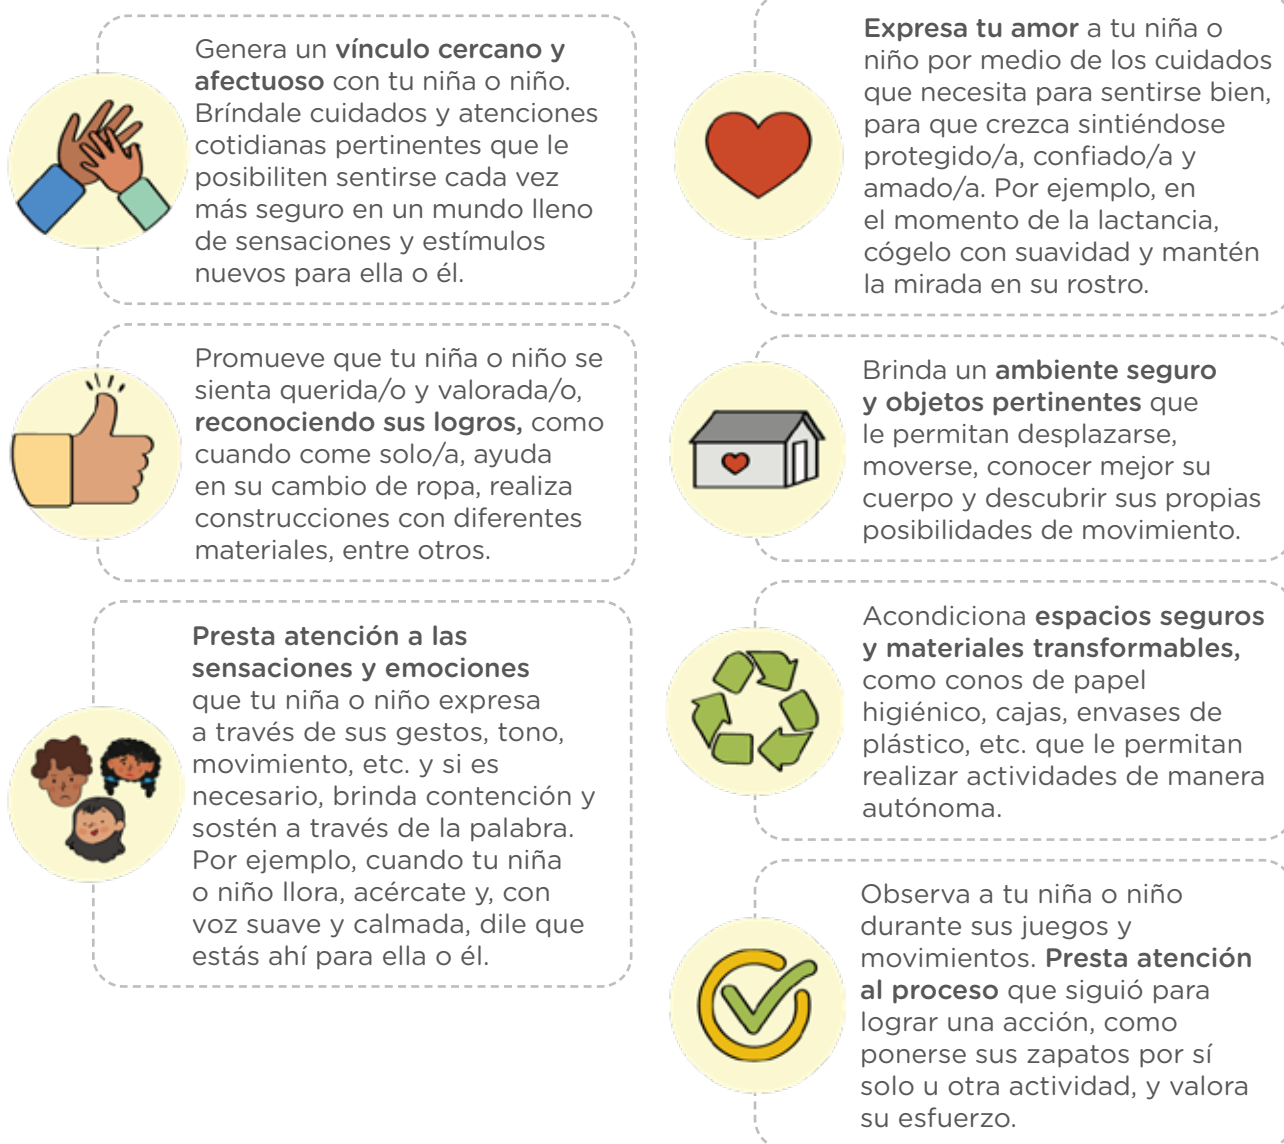 Genera un vínculo cercano y
afectuoso con tu niña o niño.
Bríndale cuidados y atenciones
cotidianas pertinentes que le
posibiliten sentirse cada vez
más seguro en un mundo lleno
de sensaciones y estímulos
nuevos para ella o él.
Promueve que tu niña o niño se
sienta querida/o y valorada/o,
reconociendo sus logros, como
cuando come solo/a, ayuda
en su cambio de ropa, realiza
construcciones con diferentes
materiales, entre otros.
Presta atención a las
sensaciones y emociones
que tu niña o niño expresa
a través de sus gestos, tono,
movimiento, etc. y si es
necesario, brinda contención y
sostén a través de la palabra.
Por ejemplo, cuando tu niña
o niño llora, acércate y, con
voz suave y calmada, dile que
estás ahí para ella o él.
Expresa tu amor a tu niña o
niño por medio de los cuidados
que necesita para sentirse bien,
para que crezca sintiéndose
protegido/a, confiado/a y
amado/a. Por ejemplo, en
el momento de la lactancia,
cógelo con suavidad y mantén
la mirada en su rostro.
Brinda un ambiente seguro
y objetos pertinentes que
le permitan desplazarse,
moverse, conocer mejor su
cuerpo y descubrir sus propias
posibilidades de movimiento.
Acondiciona espacios seguros
y materiales transformables,
como conos de papel
higiénico, cajas, envases de
plástico, etc. que le permitan
realizar actividades de manera
autónoma.
Observa a tu niña o niño
durante sus juegos y
movimientos. Presta atención
al proceso que siguió para
lograr una acción, como
ponerse sus zapatos por sí
solo u otra actividad, y valora
su esfuerzo.